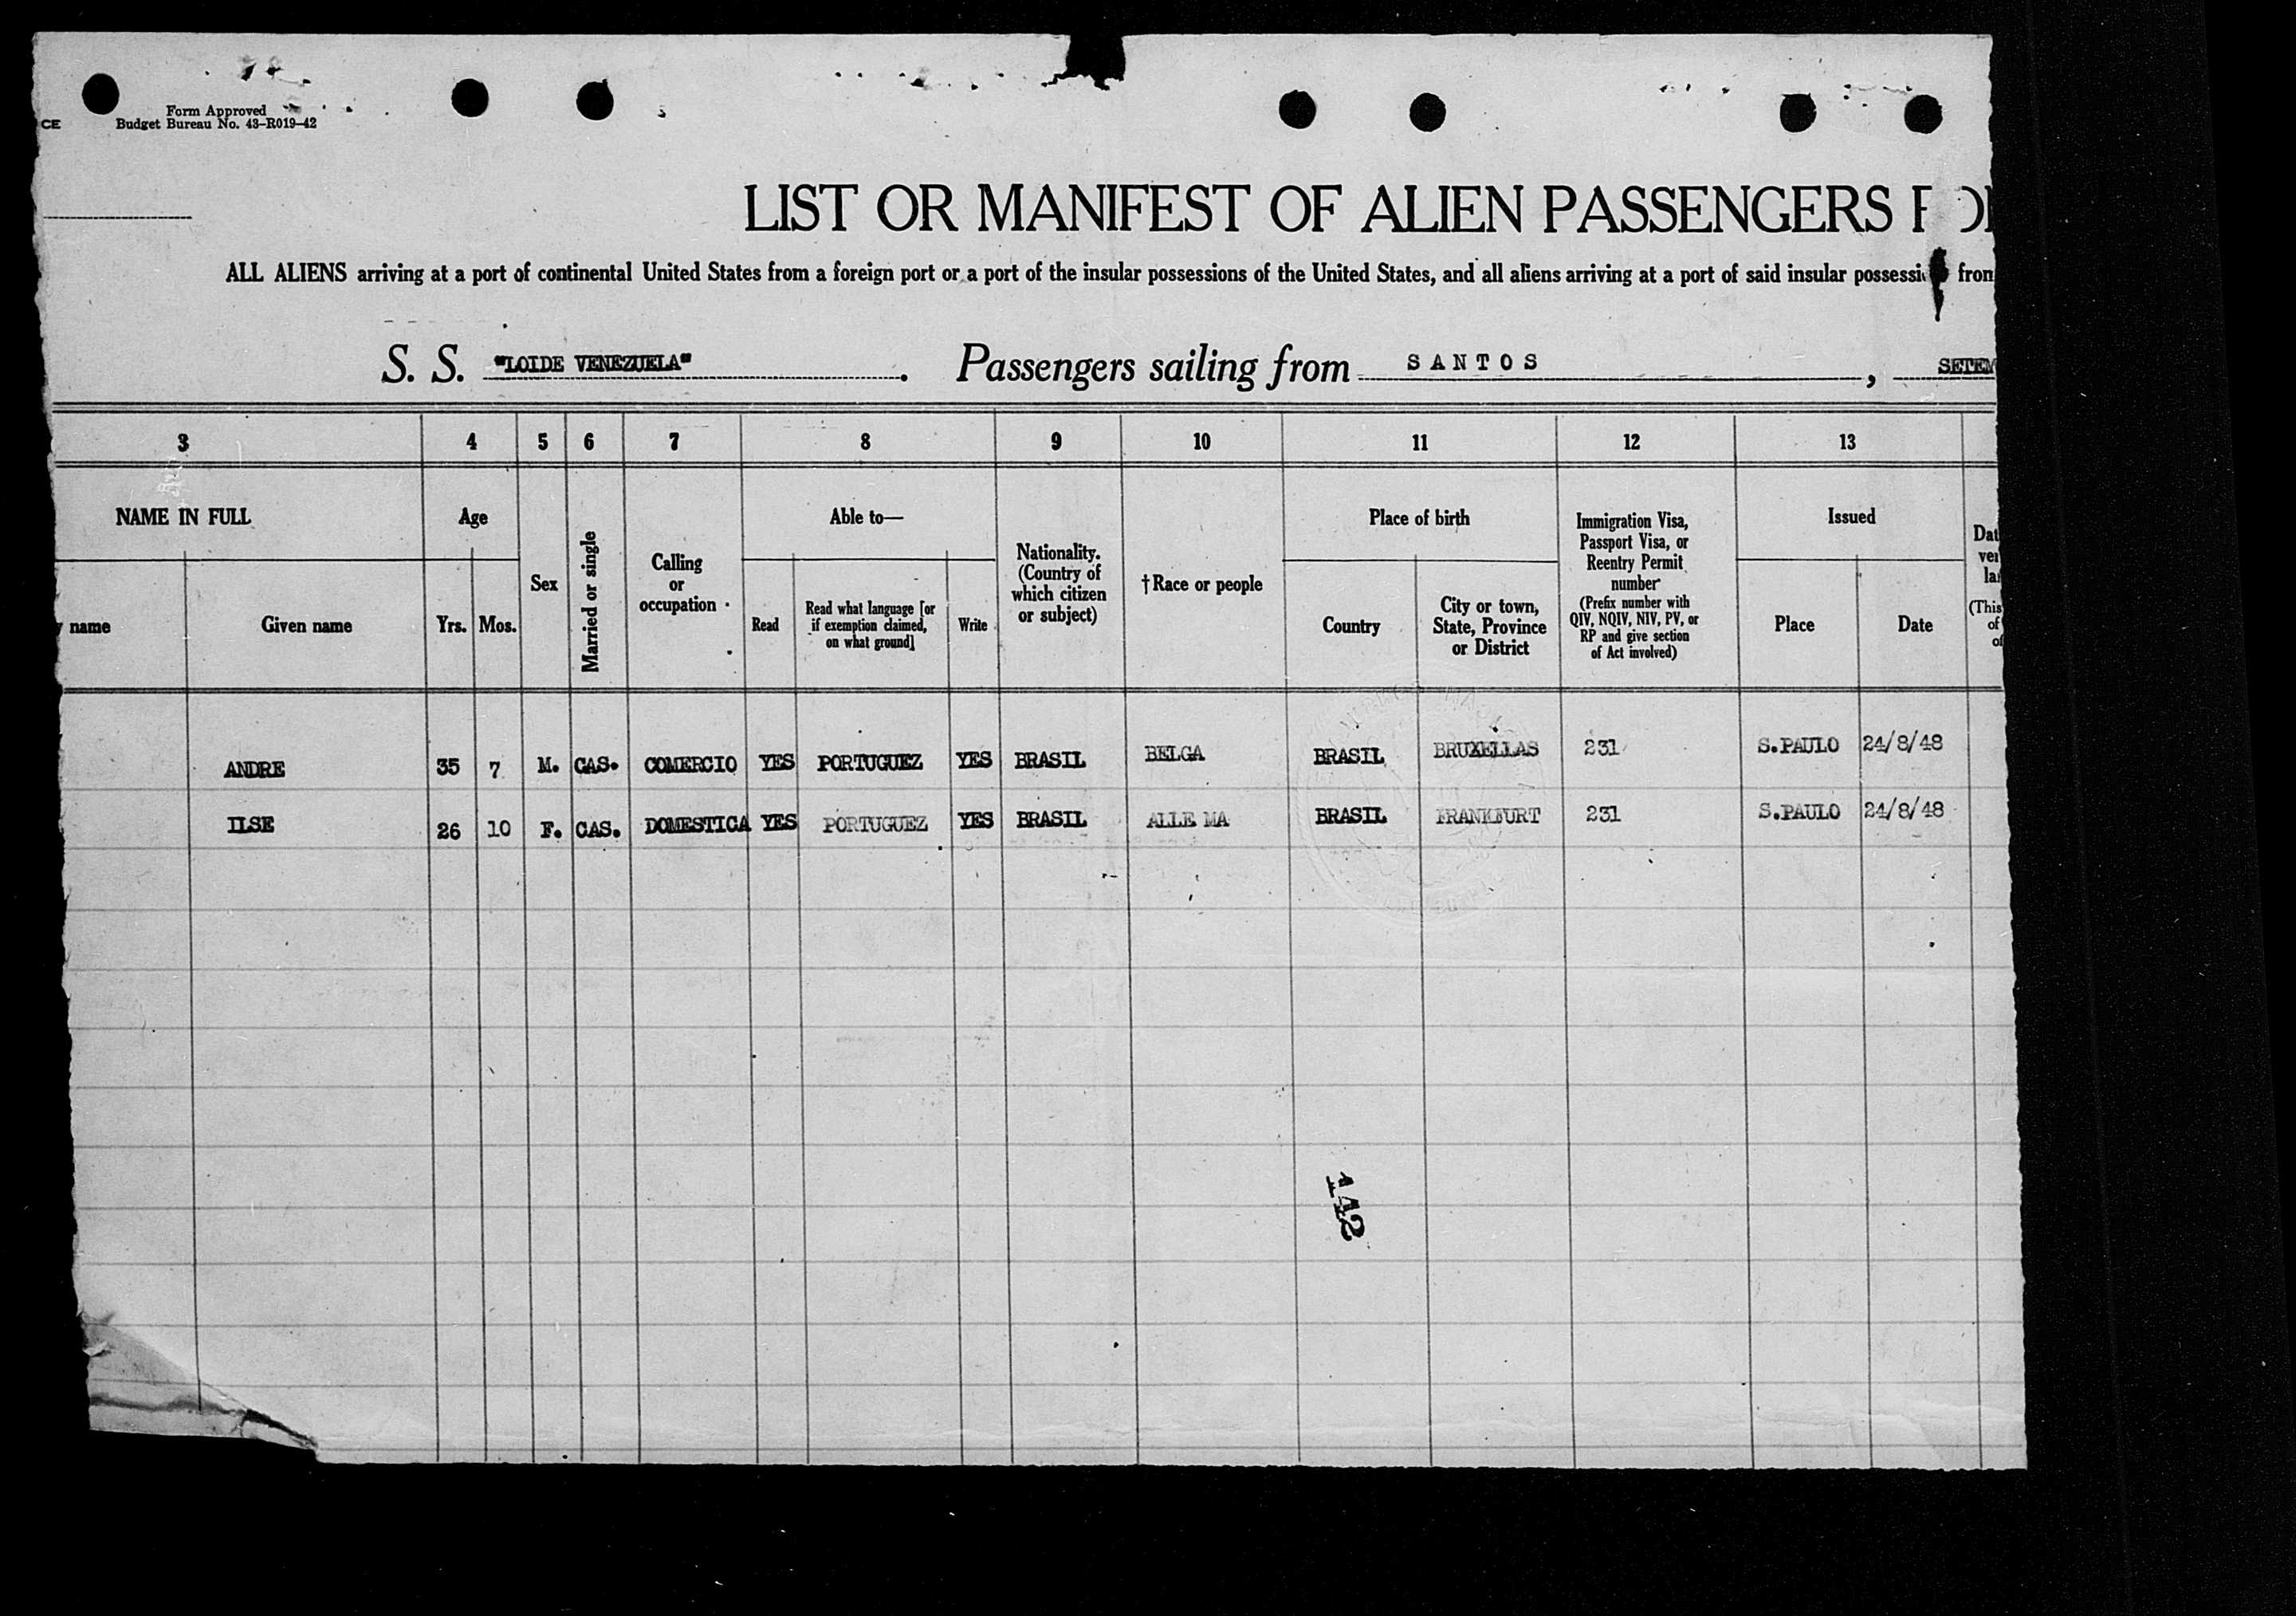 Form Approved
CE Budget Bureau No. 43-R019-42
LIST OR MANIFEST OF ALIEN PASSENGERS F
ALL ALIENS arriving at a port of continental United States from a foreign port or a port of the insular possessions of the United States, and all aliens arriving at a port of said insular possessi fron
S. S. "LOIDE VENEZUELA". Passengers sailing from SANTOS, SETEM
3 4 5 6 7 8 9 10 11 12 13
NAME IN FULL
y name
Given name
Age
Yrs. Mos.
Sex
Married or single
Calling
or
occupation
Able to—
Read
Read what language [or
if exemption claimed,
on what ground]
Write
Nationality.
(Country of
which citizen
or subject)
†Race or people
Place of birth
Country
City or town,
State, Province
or District
Immigration Visa,
Passport Visa, or
Reentry Permit
number
(Prefix number with
QIV, NQIV, NIV, PV, or
RP and give section
of Act involved)
Issued
Place
Date
Dat
ver
la
(This
of
of
ANDRE 35 7 M. CAS. COMERCIO YES PORTUGUEZ YES BRASIL BELGA BRASIL BRUXELLAS 231 S.PAULO 24/8/48
ILSE 26 10 F. CAS. DOMESTICA YES PORTUGUEZ YES BRASIL ALLE MA BRASIL FRANKFURT 231 S.PAULO 24/8/48
142